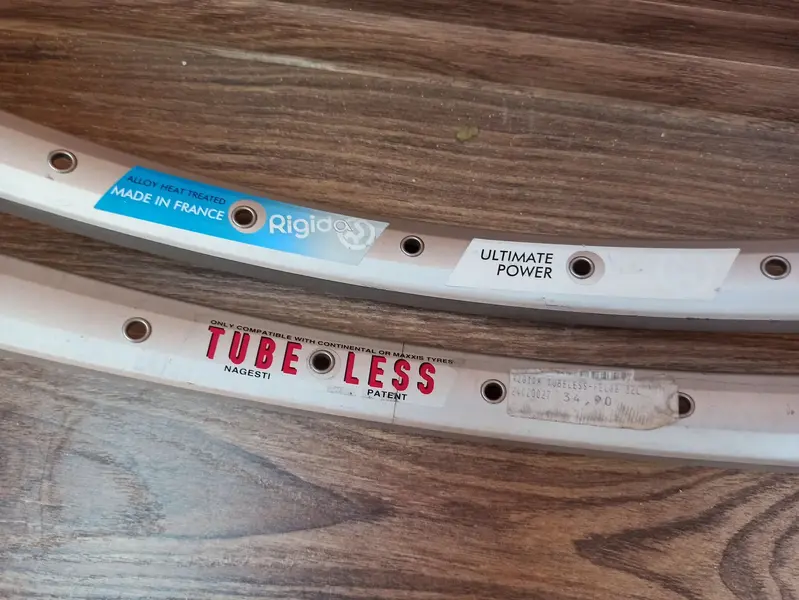 ALLOY HEAT TREATED
MADE IN FRANCE
Rigida
ULTIMATE
POWER
ONLY COMPATIBLE WITH CONTINENTAL OR MAXXIS TYRES
TUBE LESS
NAGESTI
PATENT
34,90